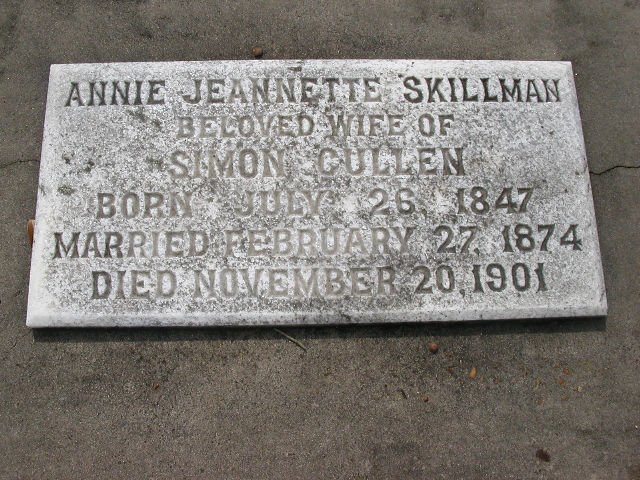 ANNIE JEANNETTE SKILLMAN
BELOVED WIFE OF
SIMON CULLEN
BORN JULY 26, 1847
MARRIED FEBRUARY 27, 1874
DIED NOVEMBER 20, 1901